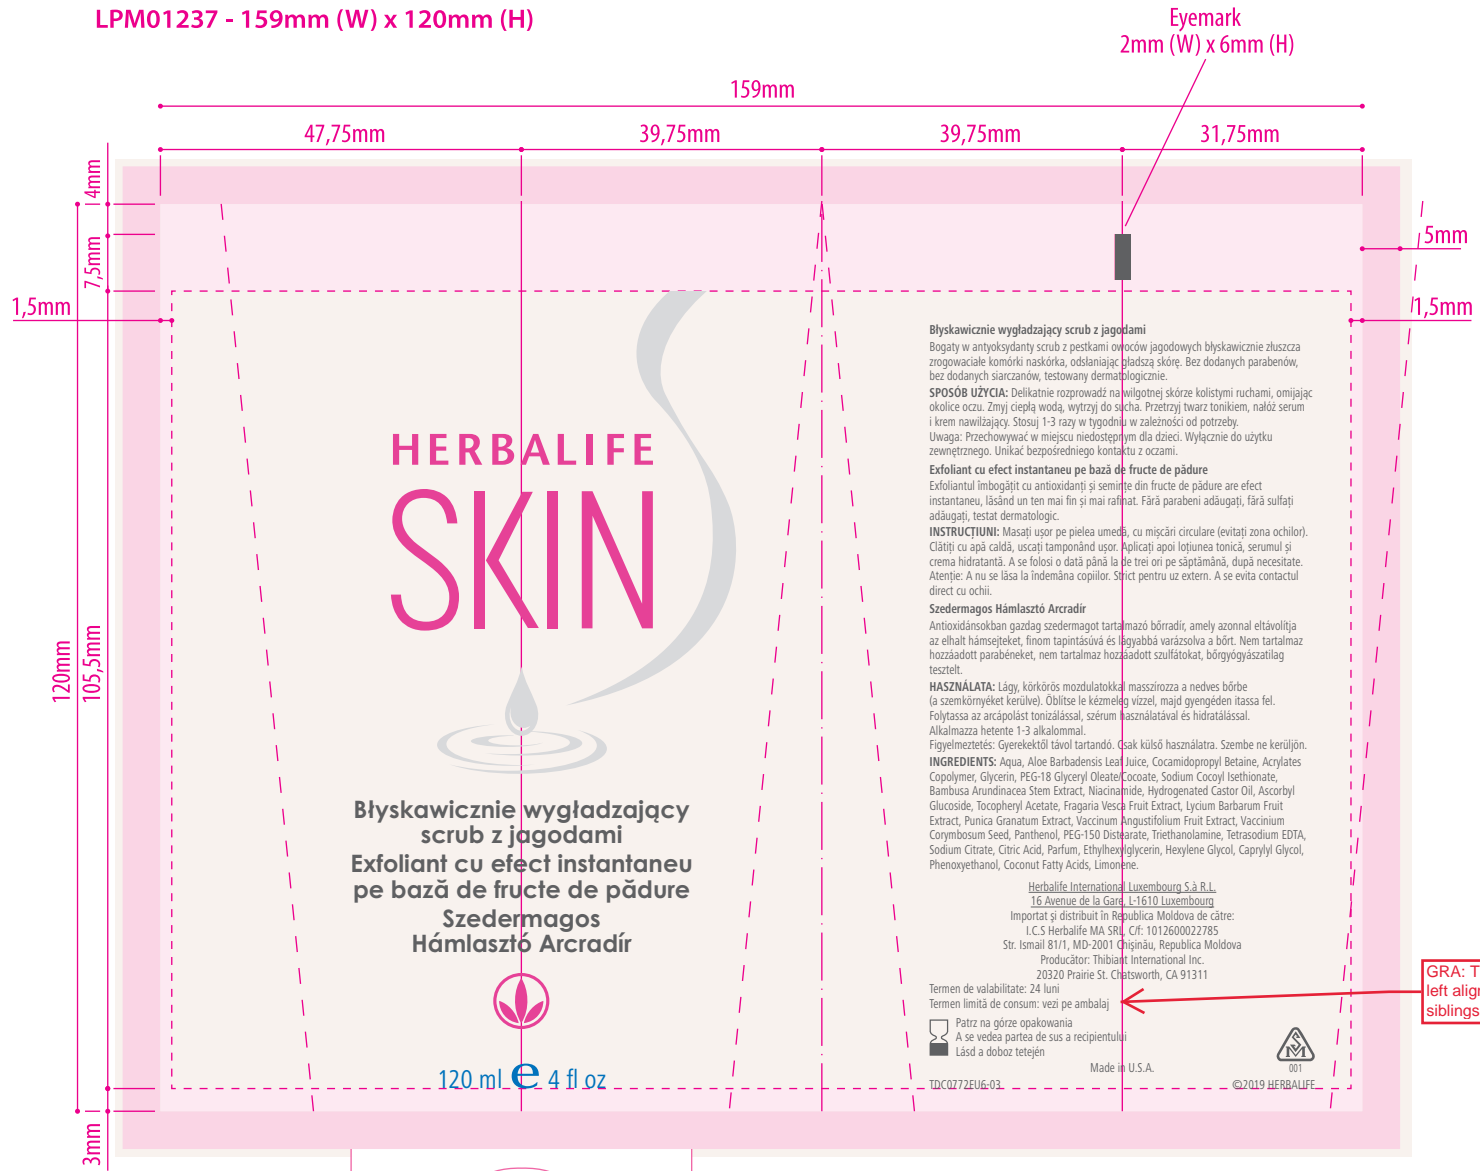 LPM01237 - 159mm (W) x 120mm (H)
Eyemark
2mm (W) x 6mm (H)
159mm
47,75mm
39,75mm
39,75mm
31,75mm
4mm
7,5mm
5mm
1,5mm
1,5mm
120mm
105,5mm
3mm
HERBALIFE
SKIN
Błyskawicznie wygładzający
scrub z jagodami
Exfoliant cu efect instantaneu
pe bază de fructe de pădure
Szedermagos
Hámlasztó Arcradír
120 ml e 4 fl oz
Błyskawicznie wygładzający scrub z jagodami
Bogaty w antyoksydanty scrub z pestkami owoców jagodowych błyskawicznie złuszcza
zrogowaciałe komórki naskórka, odsłaniając gładszą skórę. Bez dodanych parabenów,
bez dodanych siarczanów, testowany dermatologicznie.
SPOSÓB UŻYCIA: Delikatnie rozprowadź na wilgotnej skórze kolistymi ruchami, omijając
okolice oczu. Zmyj ciepłą wodą, wytrzyj do sucha. Przetrzyj twarz tonikiem, nałóż serum
i krem nawilżający. Stosuj 1-3 razy w tygodniu w zależności od potrzeby.
Uwaga: Przechowywać w miejscu niedostępnym dla dzieci. Wyłącznie do użytku
zewnętrznego. Unikać bezpośredniego kontaktu z oczami.
Exfoliant cu efect instantaneu pe bază de fructe de pădure
Exfoliantul îmbogățit cu antioxidanți și semințe din fructe de pădure are efect
instantaneu, lăsând un ten mai fin și mai rafinat. Fără parabeni adăugați, fără sulfați
adăugați, testat dermatologic.
INSTRUCȚIUNI: Masați ușor pe pielea umedă, cu mișcări circulare (evitați zona ochilor).
Clătiți cu apă caldă, uscați tamponând ușor. Aplicați apoi loțiunea tonică, serumul și
crema hidratantă. A se folosi o dată până la de trei ori pe săptămână, după necesitate.
Atenție: A nu se lăsa la îndemâna copiilor. Strict pentru uz extern. A se evita contactul
direct cu ochii.
Szedermagos Hámlasztó Arcadír
Antioxidánsokban gazdag szedermagot tartalmazó bőrradír, amely azonnal eltávolítja
az elhalt hámsejteket, finom tapintásúvá és lágyabbá varázsolva a bőrt. Nem tartalmaz
hozzáadott parabéneket, nem tartalmaz hozzáadott szulfátokat, bőrgyógyászatilag
tesztelt.
HASZNÁLATA: Lágy, körkörös mozdulatokkal masszírozza a nedves bőrbe
(a szemkörnyéket kerülve). Öblítse le kézmeleg vízzel, majd gyengéden itassa fel.
Folytassa az arcápolást tonizálással, szérum használatával és hidratálással.
Alkalmazza hetente 1-3 alkalommal.
Figyelmeztetés: Gyerekektől távol tartandó. Csak külső használatra. Szembe ne kerüljön.
INGREDIENTS: Aqua, Aloe Barbadensis Leaf Juice, Cocamidopropyl Betaine, Acrylates
Copolymer, Glycerin, PEG-18 Glyceryl Oleate/Cocoate, Sodium Cocoyl Isethionate,
Bambusa Arundinacea Stem Extract, Niacinamide, Hydrogenated Castor Oil, Ascorbyl
Glucoside, Tocopheryl Acetate, Fragaria Vesca Fruit Extract, Lycium Barbarum Fruit
Extract, Punica Granatum Extract, Vaccinum Angustifolium Fruit Extract, Vaccinium
Corymbosum Seed, Panthenol, PEG-150 Distearate, Triethanolamine, Tetrasodium EDTA,
Sodium Citrate, Citric Acid, Parfum, Ethylhexylglycerin, Hexylene Glycol, Caprylyl Glycol,
Phenoxyethanol, Coconut Fatty Acids, Limonene.
Herbalife International Luxembourg S.à R.L.
16 Avenue de la Gare, L-1610 Luxembourg
Importat și distribuit în Republica Moldova de către:
I.C.S Herbalife MA SRL, C/f: 1012600022785
Str. Ismail 81/1, MD-2001 Chișinău, Republica Moldova
Producător: Thibiant International Inc.
20320 Prairie St. Chatsworth, CA 91311
Termen de valabilitate: 24 luni
Termen limită de consum: vezi pe ambalaj
Patrz na górze opakowania
A se vedea partea de sus a recipientului
Lásd a doboz tetején
Made in U.S.A.
TDC0772EU6-03
SM
001
©2019 HERBALIFE
GRA: T
left align
siblings